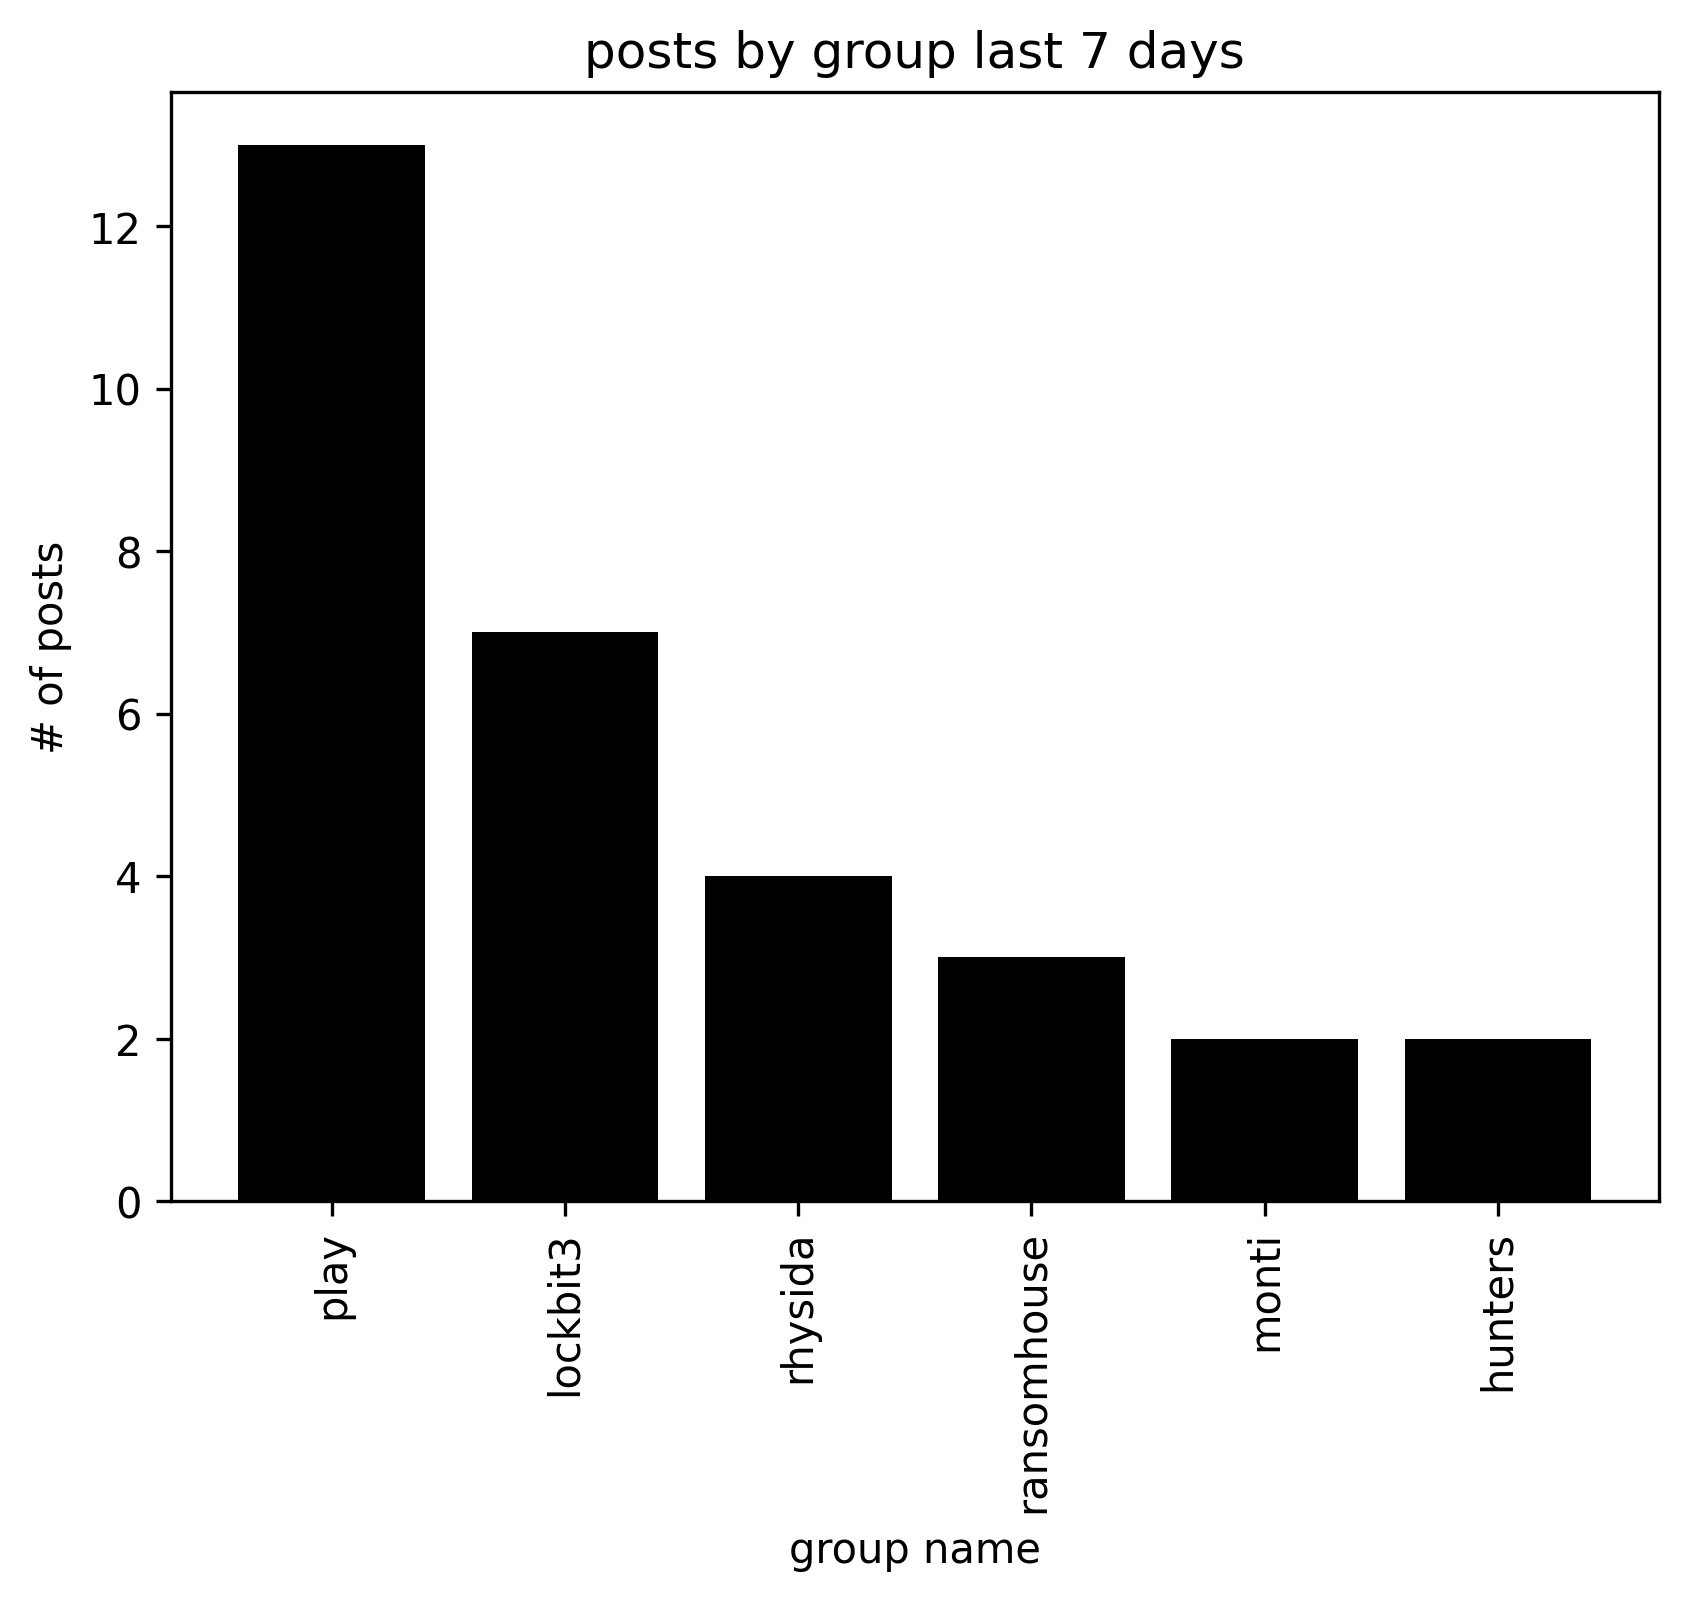 posts by group last 7 days
12
10
8
6
4
2
0
# of posts
play
lockbit3
rhysida
ransomhouse
monti
hunters
group name